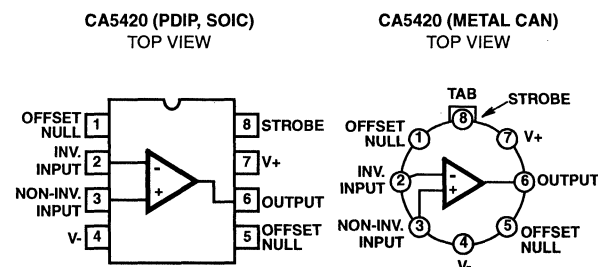 CA5420 (PDIP, SOIC)
TOP VIEW
OFFSET
NULL
1
INV.
INPUT
2
NON-INV.
INPUT
3
V-
4
8
STROBE
7
V+
6
OUTPUT
5
OFFSET
NULL
-
+
CA5420 (METAL CAN)
TOP VIEW
TAB
8
STROBE
OFFSET
NULL
1
7
V+
INV.
INPUT
2
-
+
6
OUTPUT
NON-INV.
INPUT
3
5
OFFSET
NULL
4
V-